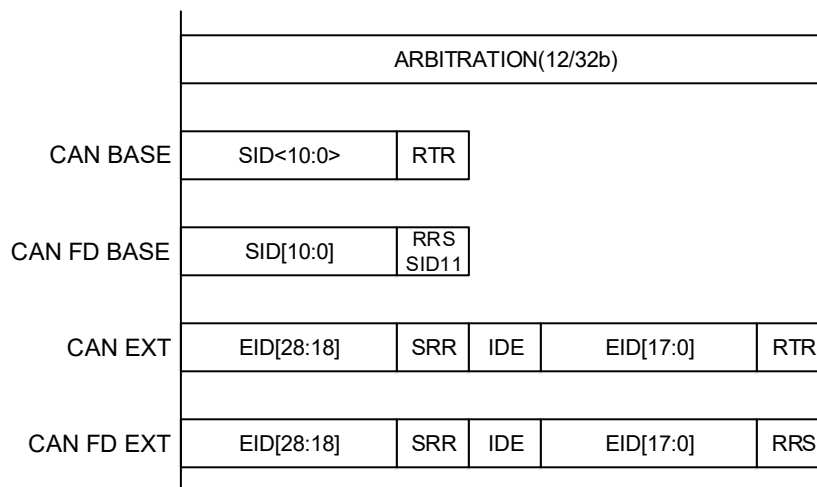 ARBITRATION(12/32b)
CAN BASE SID<10:0> RTR
CAN FD BASE SID[10:0] RRS
SID11
CAN EXT EID[28:18] SRR IDE EID[17:0] RTR
CAN FD EXT EID[28:18] SRR IDE EID[17:0] RRS